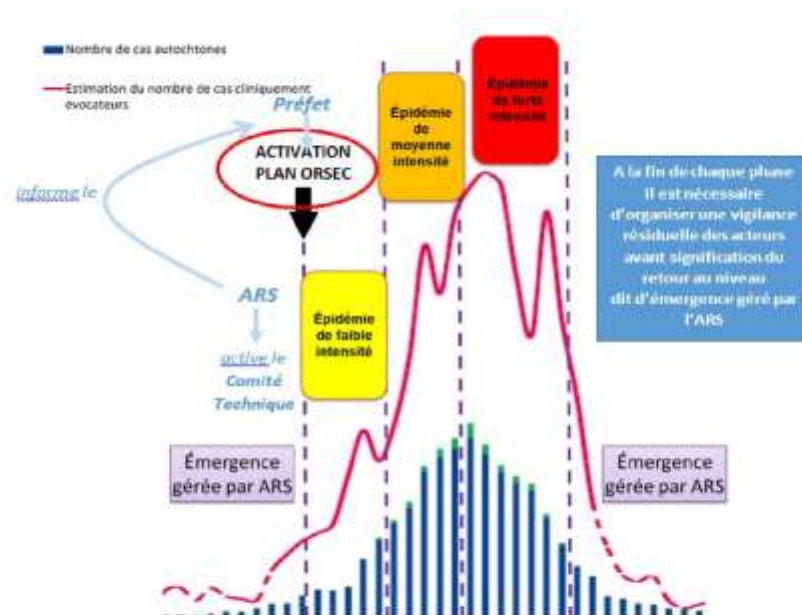 Nombre de cas autochtones
Estimation du nombre de cas cliniquement
évocateurs
Préfet
ACTIVATION
PLAN ORSEC
informe le
ARS
active le
Comité
Technique
Épidémie
de faible
intensité
Épidémie
de
moyenne
intensité
Épidémie
de forte
intensité
A la fin de chaque phase
il est nécessaire
d'organiser une vigilance
résiduelle des acteurs
avant signification du
retour au niveau
dit d'émergence géré par
l'ARS
Émergence
gérée par ARS
Émergence
gérée par ARS